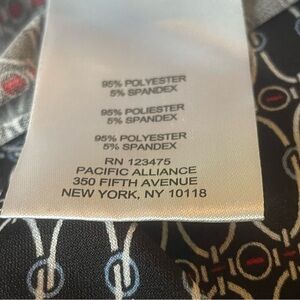 95% POLYESTER
5% SPANDEX
95% POLIESTER
5% SPANDEX
95% POLYESTER
5% SPANDEX
RN 123475
PACIFIC ALLIANCE
350 FIFTH AVENUE
NEW YORK, NY 10118